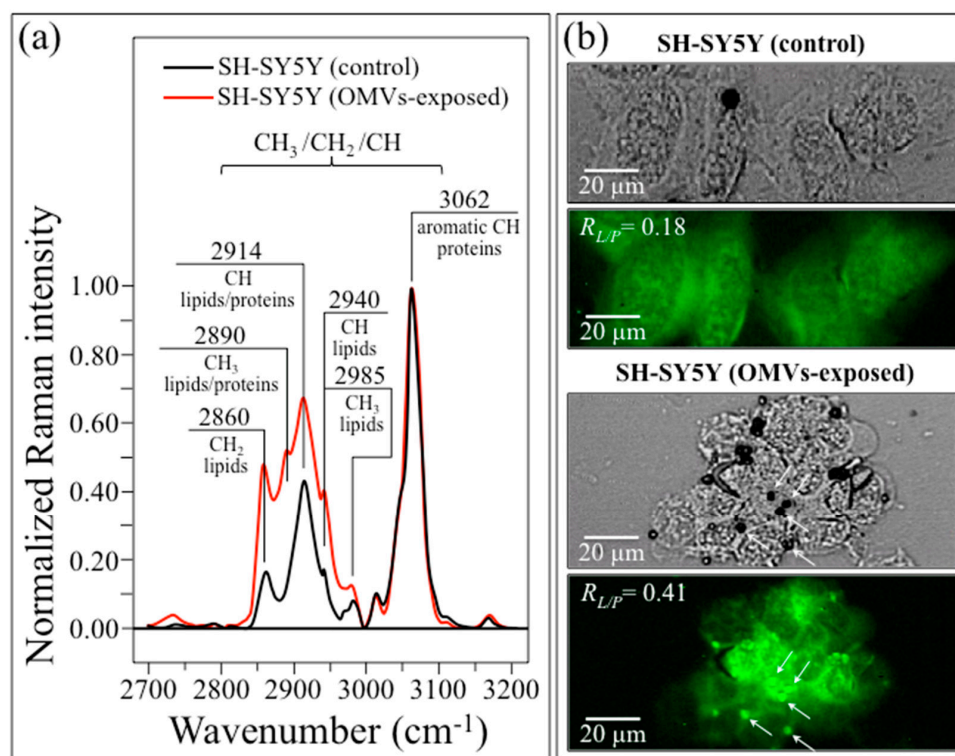 (a)
SH-SY5Y (control)
SH-SY5Y (OMVs-exposed)
CH₃/CH₂/CH
3062
aromatic CH
proteins
2914
CH
lipids/proteins
2940
CH
lipids
2890
CH₃
lipids/proteins
2985
CH₃
lipids
2860
CH₂
lipids
Normalized Raman intensity
1.00
0.80
0.60
0.40
0.20
0.00
2700 2800 2900 3000 3100 3200
Wavenumber (cm⁻¹)
(b)
SH-SY5Y (control)
20 µm
R_L/P= 0.18
20 µm
SH-SY5Y (OMVs-exposed)
20 µm
R_L/P= 0.41
20 µm